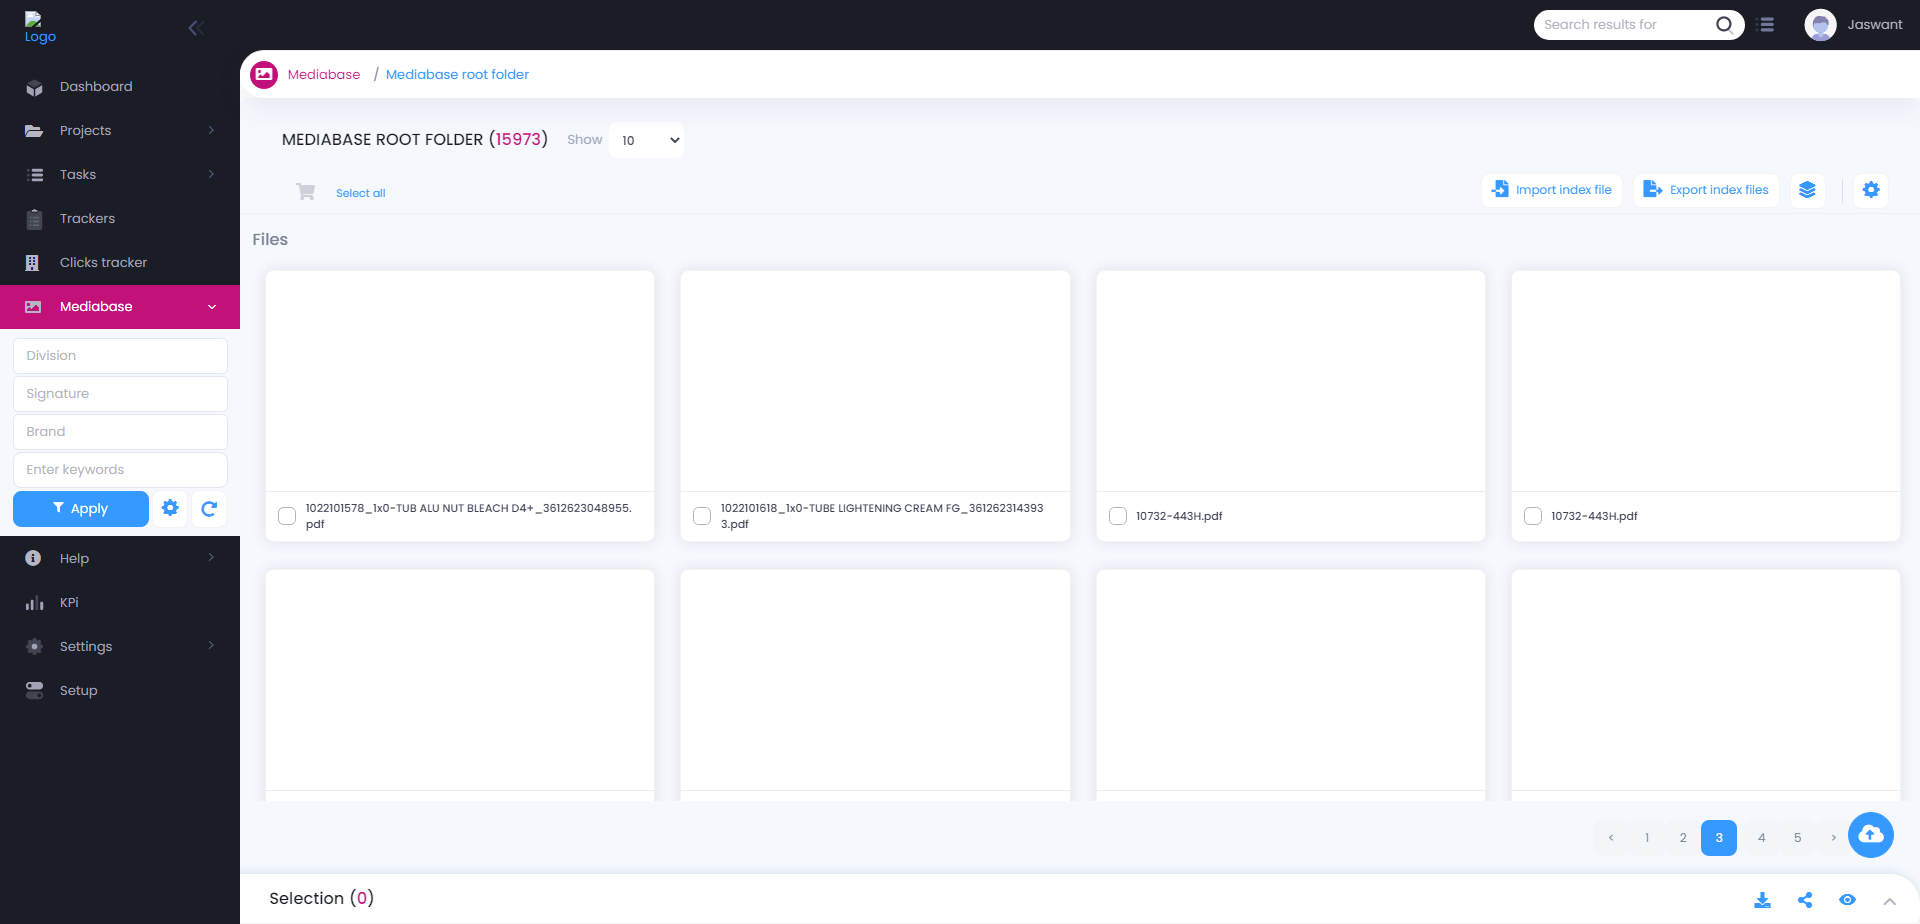 Logo
Search results for
Jaswant
Dashboard
Projects
Tasks
Trackers
Clicks tracker
Mediabase
Division
Signature
Brand
Enter keywords
Apply
Help
KPi
Settings
Setup
Mediabase / Mediabase root folder
MEDIABASE ROOT FOLDER (15973) Show 10
Select all
Import index file
Export index files
Files
1022101578_1x0-TUB ALU NUT BLEACH D4+_3612623048955.
pdf
1022101618_1x0-TUBE LIGHTENING CREAM FG_361262314393
3.pdf
10732-443H.pdf
10732-443H.pdf
< 1 2 3 4 5 >
Selection (0)